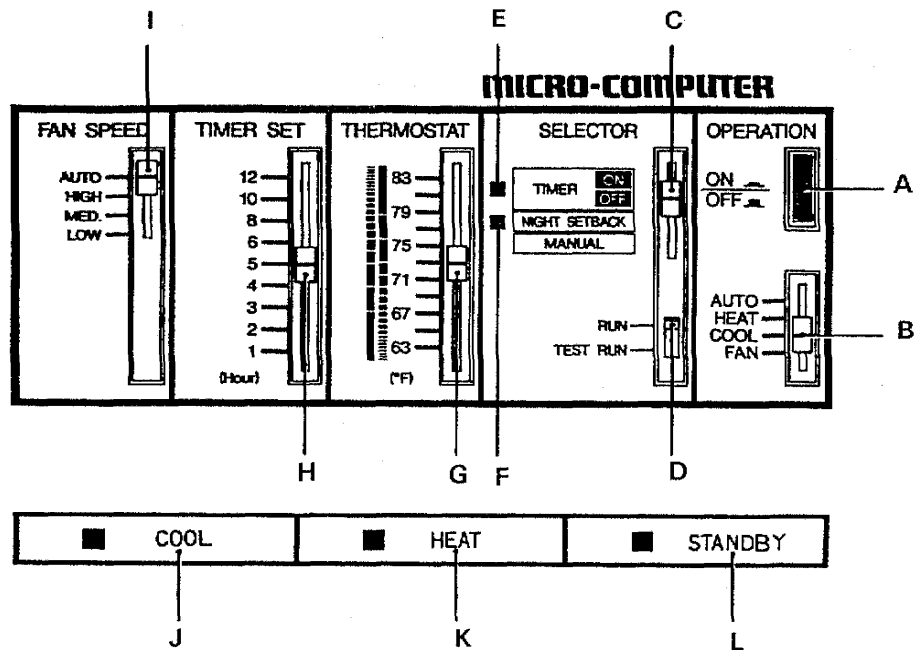 I
E
C
MICRO-COMPUTER
FAN SPEED
AUTO
HIGH
MED.
LOW
TIMER SET
12
10
8
6
5
4
3
2
1
(Hour)
THERMOSTAT
83
79
75
71
67
63
(°F)
SELECTOR
TIMER ON
OFF
NIGHT SETBACK
MANUAL
RUN
TEST RUN
OPERATION
ON
OFF
AUTO
HEAT
COOL
FAN
A
B
H
G
F
D
COOL
HEAT
STANDBY
J
K
L